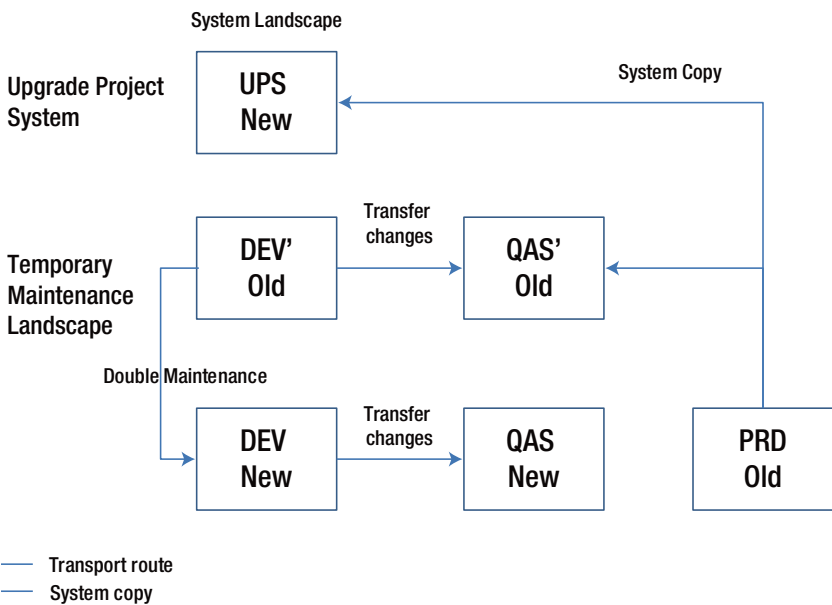 System Landscape
Upgrade Project
System
UPS
New
System Copy
Temporary
Maintenance
Landscape
DEV’
Old
Transfer
changes
QAS’
Old
Double Maintenance
DEV
New
Transfer
changes
QAS
New
PRD
Old
Transport route
System copy